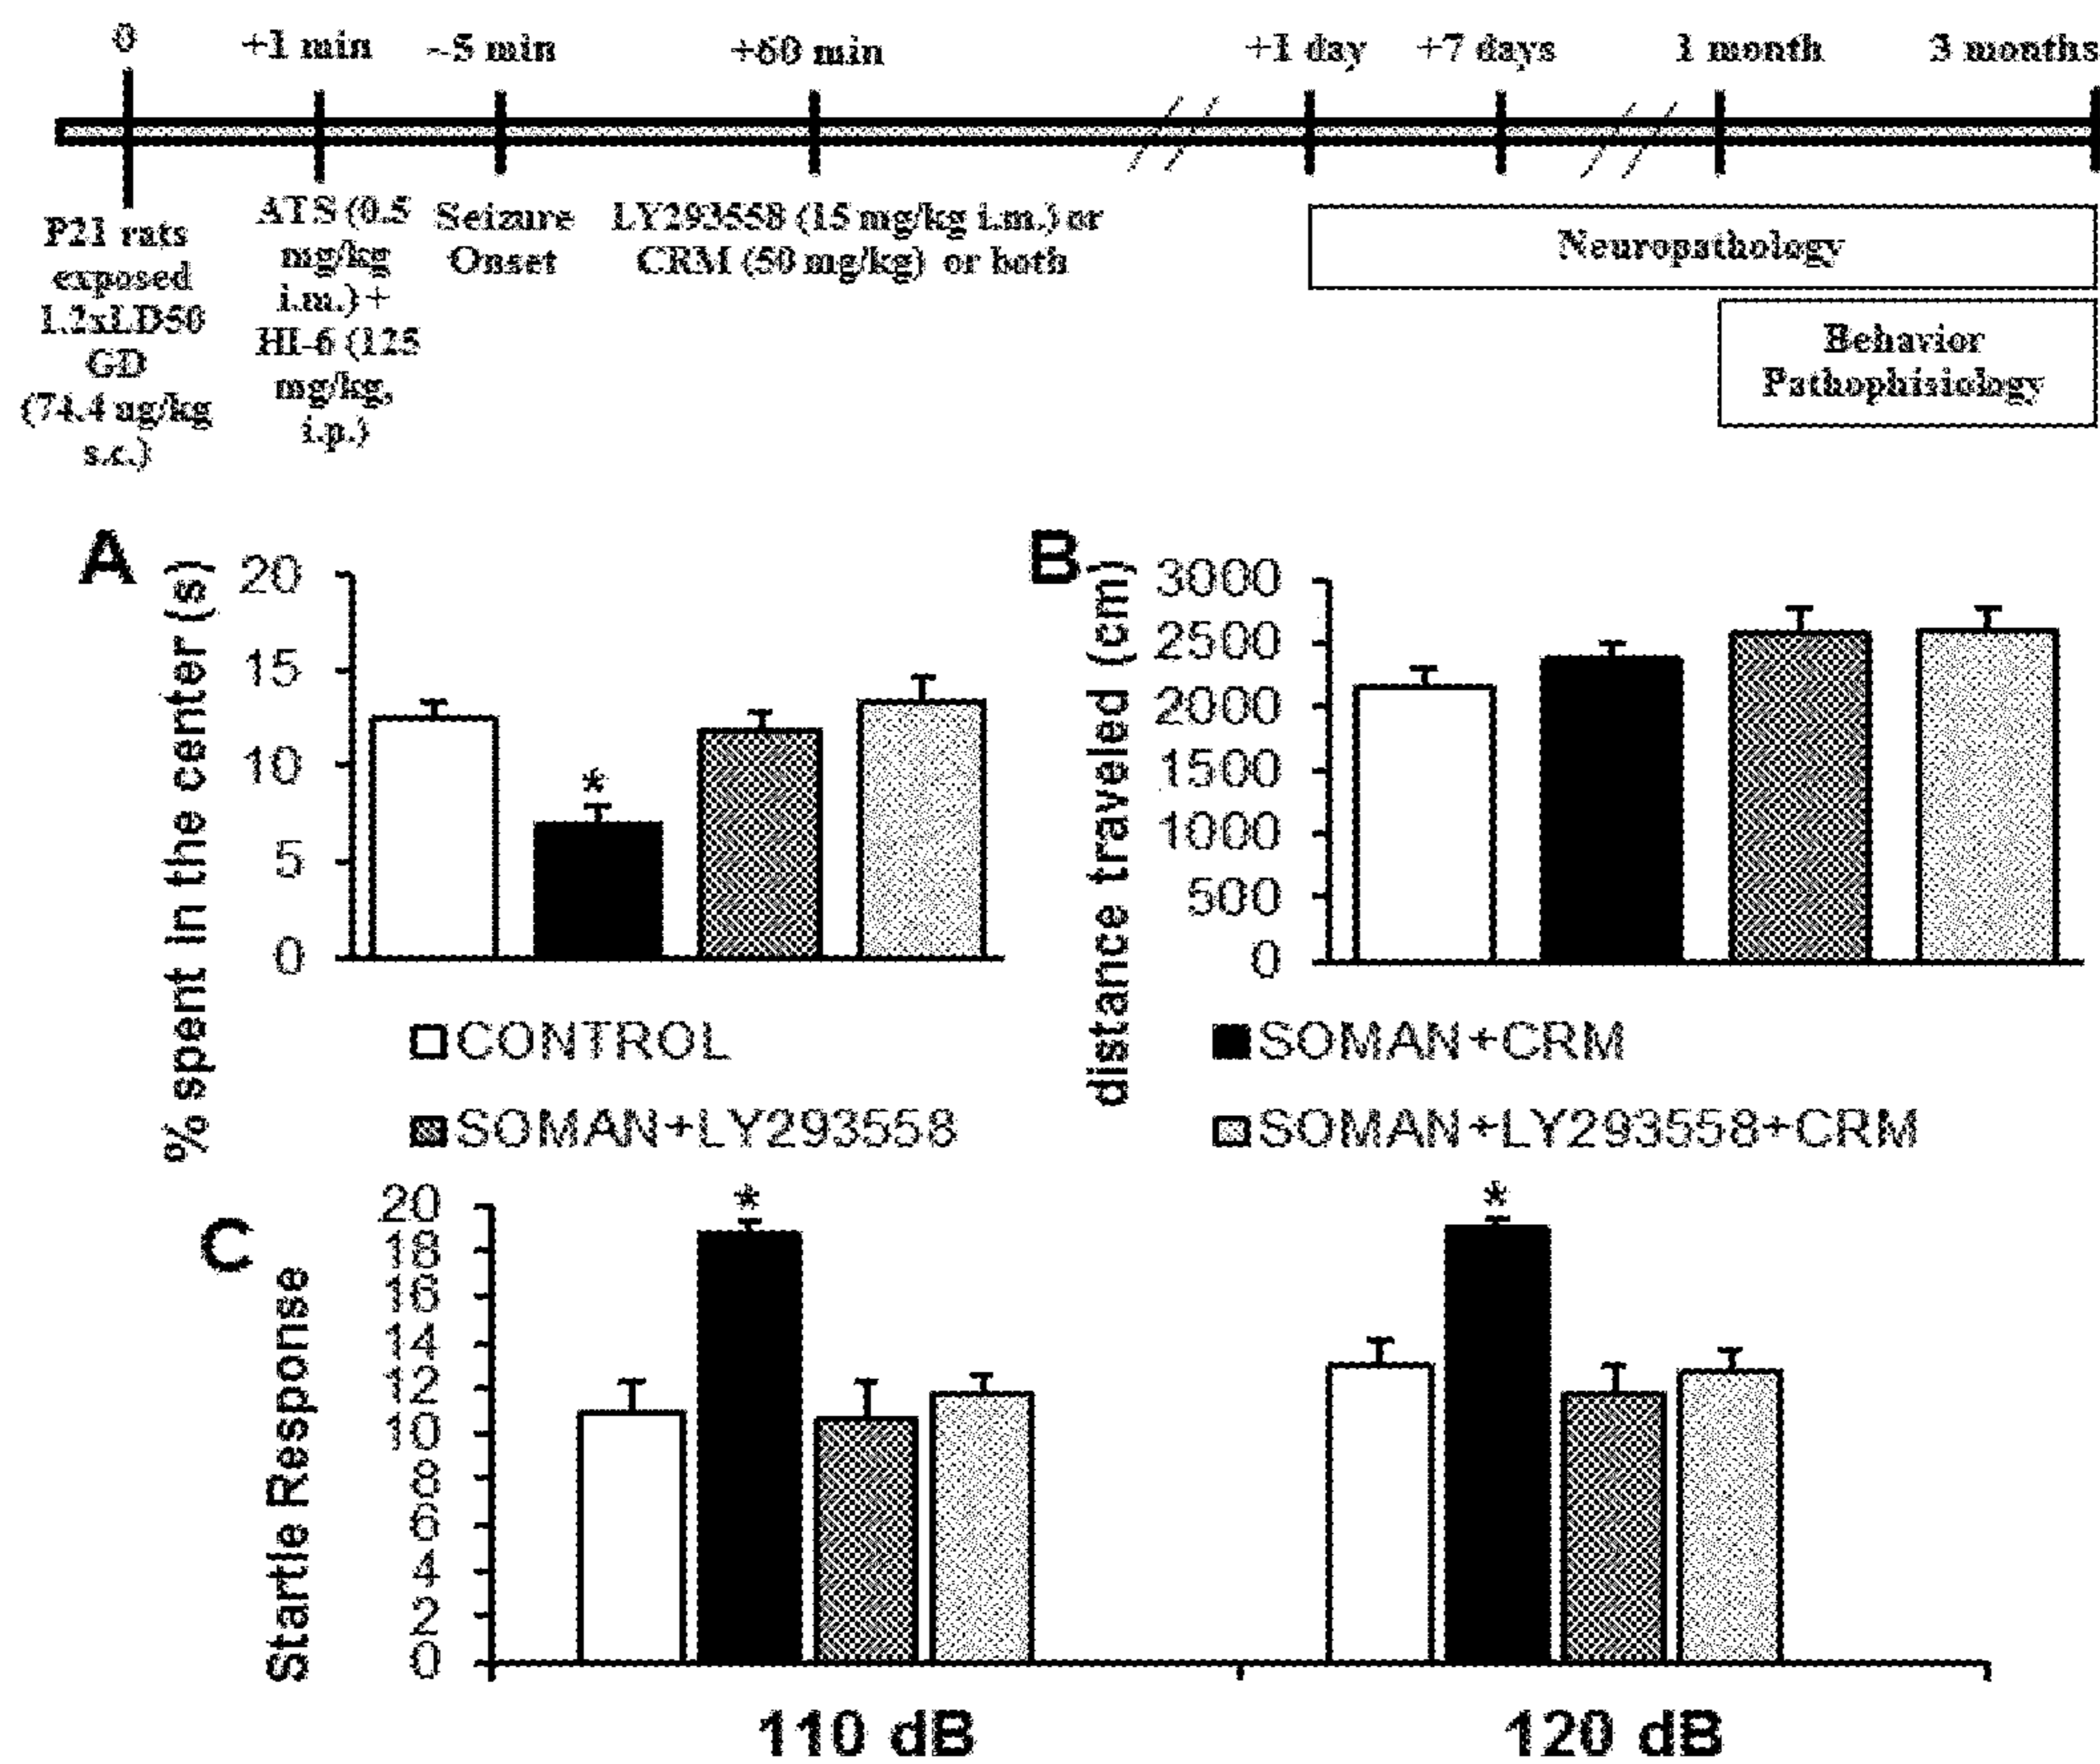 0
+1 min
~5 min
+60 min
+1 day
+7 days
1 month
3 months
P21 rats
exposed
1.2xLD50
GD
(74.4 ug/kg
s.c.)
ATS (0.5
mg/kg
i.m.) +
HI-6 (125
mg/kg,
i.p.)
Seizure
Onset
LY293558 (15 mg/kg i.m.) or
CRM (50 mg/kg) or both
Neuropathology
Behavior
Pathophisiology
A
% spent in the center (s)
20
15
10
5
0
*
B
distance traveled (cm)
3000
2500
2000
1500
1000
500
0
CONTROL
SOMAN+CRM
SOMAN+LY293558
SOMAN+LY293558+CRM
C
Startle Response
20
18
16
14
12
10
8
6
4
2
0
*
*
110 dB
120 dB